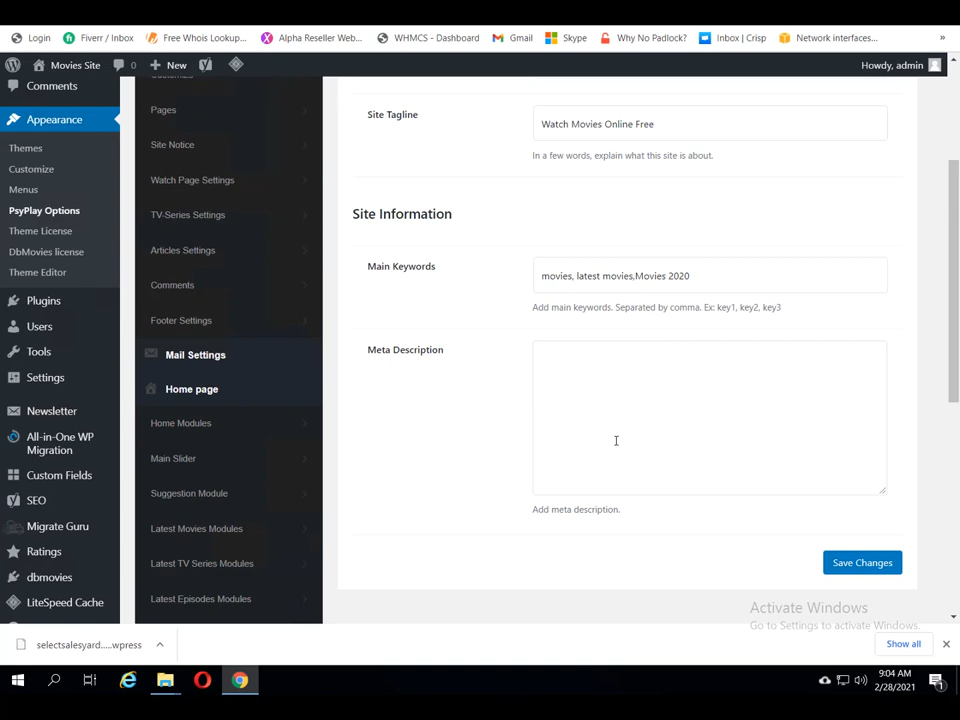 Login
Fiverr / Inbox
Free Whois Lookup...
Alpha Reseller Web...
WHMCS - Dashboard
Gmail
Skype
Why No Padlock?
Inbox | Crisp
Network interfaces...
»
Movies Site
0
New
Howdy, admin
Comments
Appearance
Themes
Customize
Menus
PsyPlay Options
Theme License
DbMovies license
Theme Editor
Plugins
Users
Tools
Settings
Newsletter
All-in-One WP
Migration
Custom Fields
SEO
Migrate Guru
Ratings
dbmovies
LiteSpeed Cache
Customize
Pages
Site Notice
Watch Page Settings
TV-Series Settings
Articles Settings
Comments
Footer Settings
Mail Settings
Home page
Home Modules
Main Slider
Suggestion Module
Latest Movies Modules
Latest TV Series Modules
Latest Episodes Modules
Site Tagline
Watch Movies Online Free
In a few words, explain what this site is about.
Site Information
Main Keywords
movies, latest movies,Movies 2020
Add main keywords. Separated by comma. Ex: key1, key2, key3
Meta Description
Add meta description.
Save Changes
Activate Windows
Go to Settings to activate Windows.
selectsalesyard.....wpress
Show all
9:04 AM
2/28/2021
1